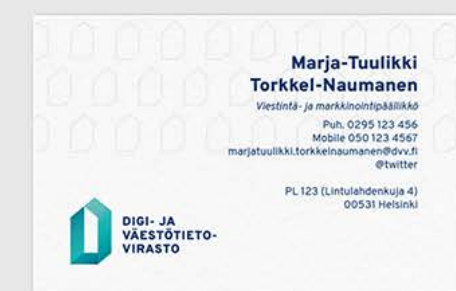 Marja-Tuulikki
Torkkel-Naumanen
Viestintä- ja markkinointipäällikkö
Puh. 0295 123 456
Mobile 050 123 4567
marjatuulikki.torkkelnaumanen@dvv.fi
@twitter
PL 123 (Lintulahdenkuja 4)
00531 Helsinki
DIGI- JA
VÄESTÖTIETO-
VIRASTO